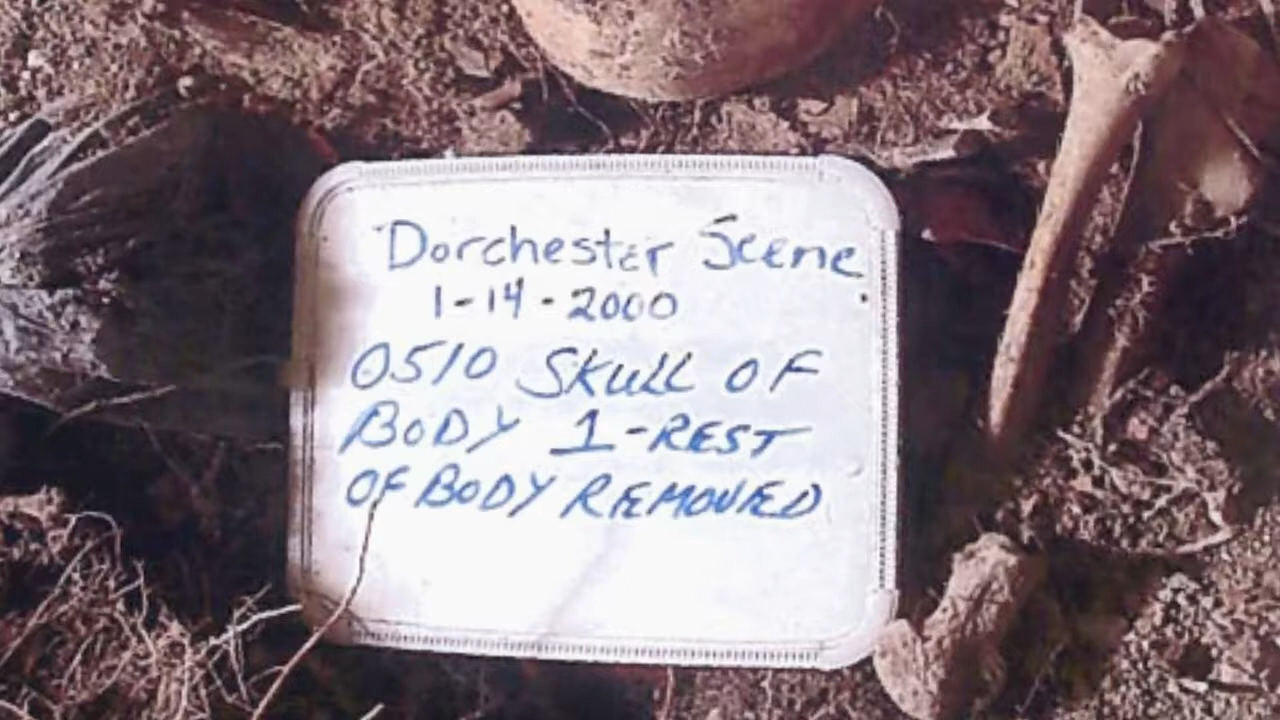 Dorchester Scene
1-14-2000
0510 SKULL OF
BODY 1-REST
OF BODY REMOVED